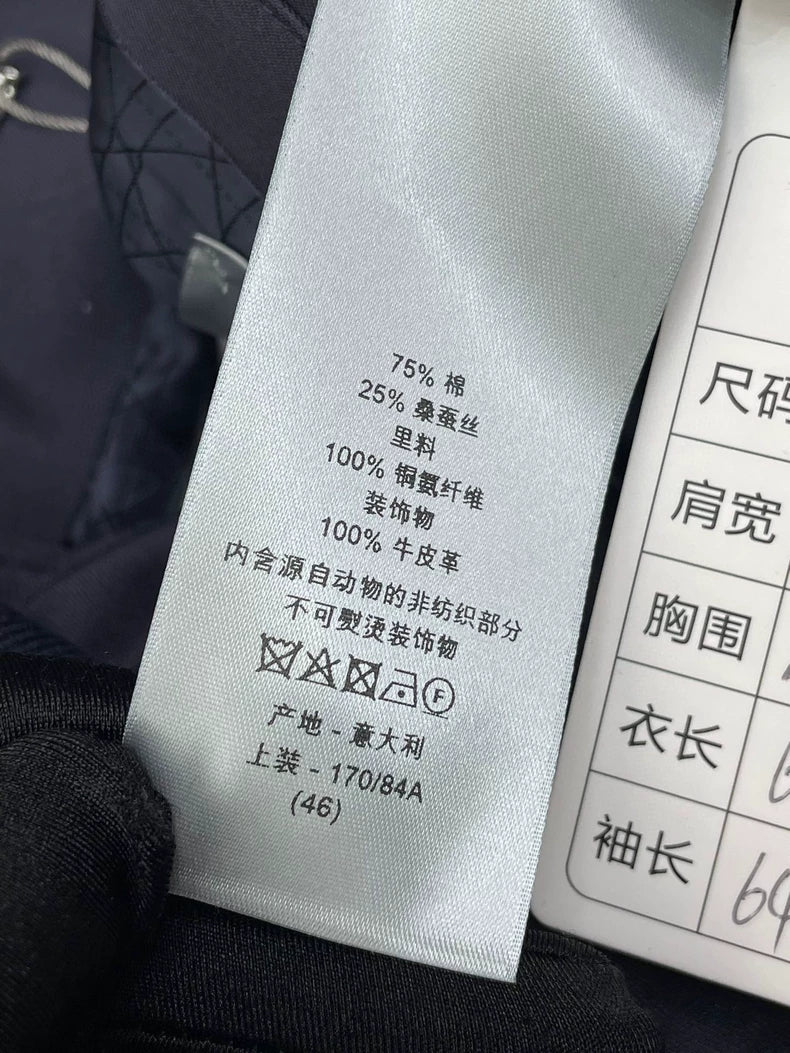 75% 棉
25% 桑蚕丝
里料
100% 铜氨纤维
装饰物
100% 牛皮革
内含源自动物的非纺织部分
不可熨烫装饰物
F
产地 - 意大利
上装 - 170/84A
(46)
尺码
肩宽
胸围
衣长
袖长